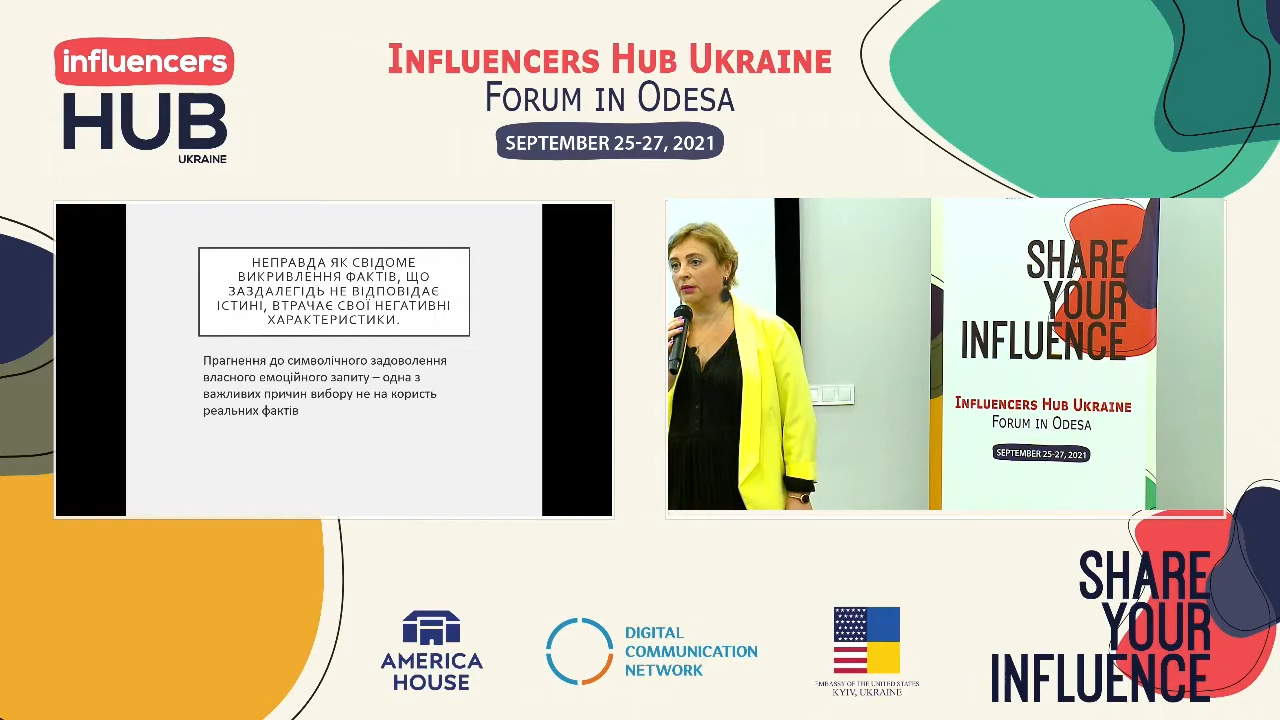 influencers
HUB
UKRAINE
INFLUENCERS HUB UKRAINE
FORUM IN ODESA
SEPTEMBER 25-27, 2021
НЕПРАВДА ЯК СВІДОМЕ
ВИКРИВЛЕННЯ ФАКТІВ, ЩО
ЗАЗДАЛЕГІДЬ НЕ ВІДПОВІДАЄ
ІСТИНІ, ВТРАЧАЄ СВОЇ НЕГАТИВНІ
ХАРАКТЕРИСТИКИ.
Прагнення до символічного задоволення
власного емоційного запиту – одна з
важливих причин вибору не на користь
реальних фактів
SHARE
YOUR
INFLUENCE
INFLUENCERS HUB UKRAINE
FORUM IN ODESA
SEPTEMBER 25-27, 2021
AMERICA
HOUSE
DIGITAL
COMMUNICATION
NETWORK
EMBASSY OF THE UNITED STATES
KYIV, UKRAINE
SHARE
YOUR
INFLUENCE